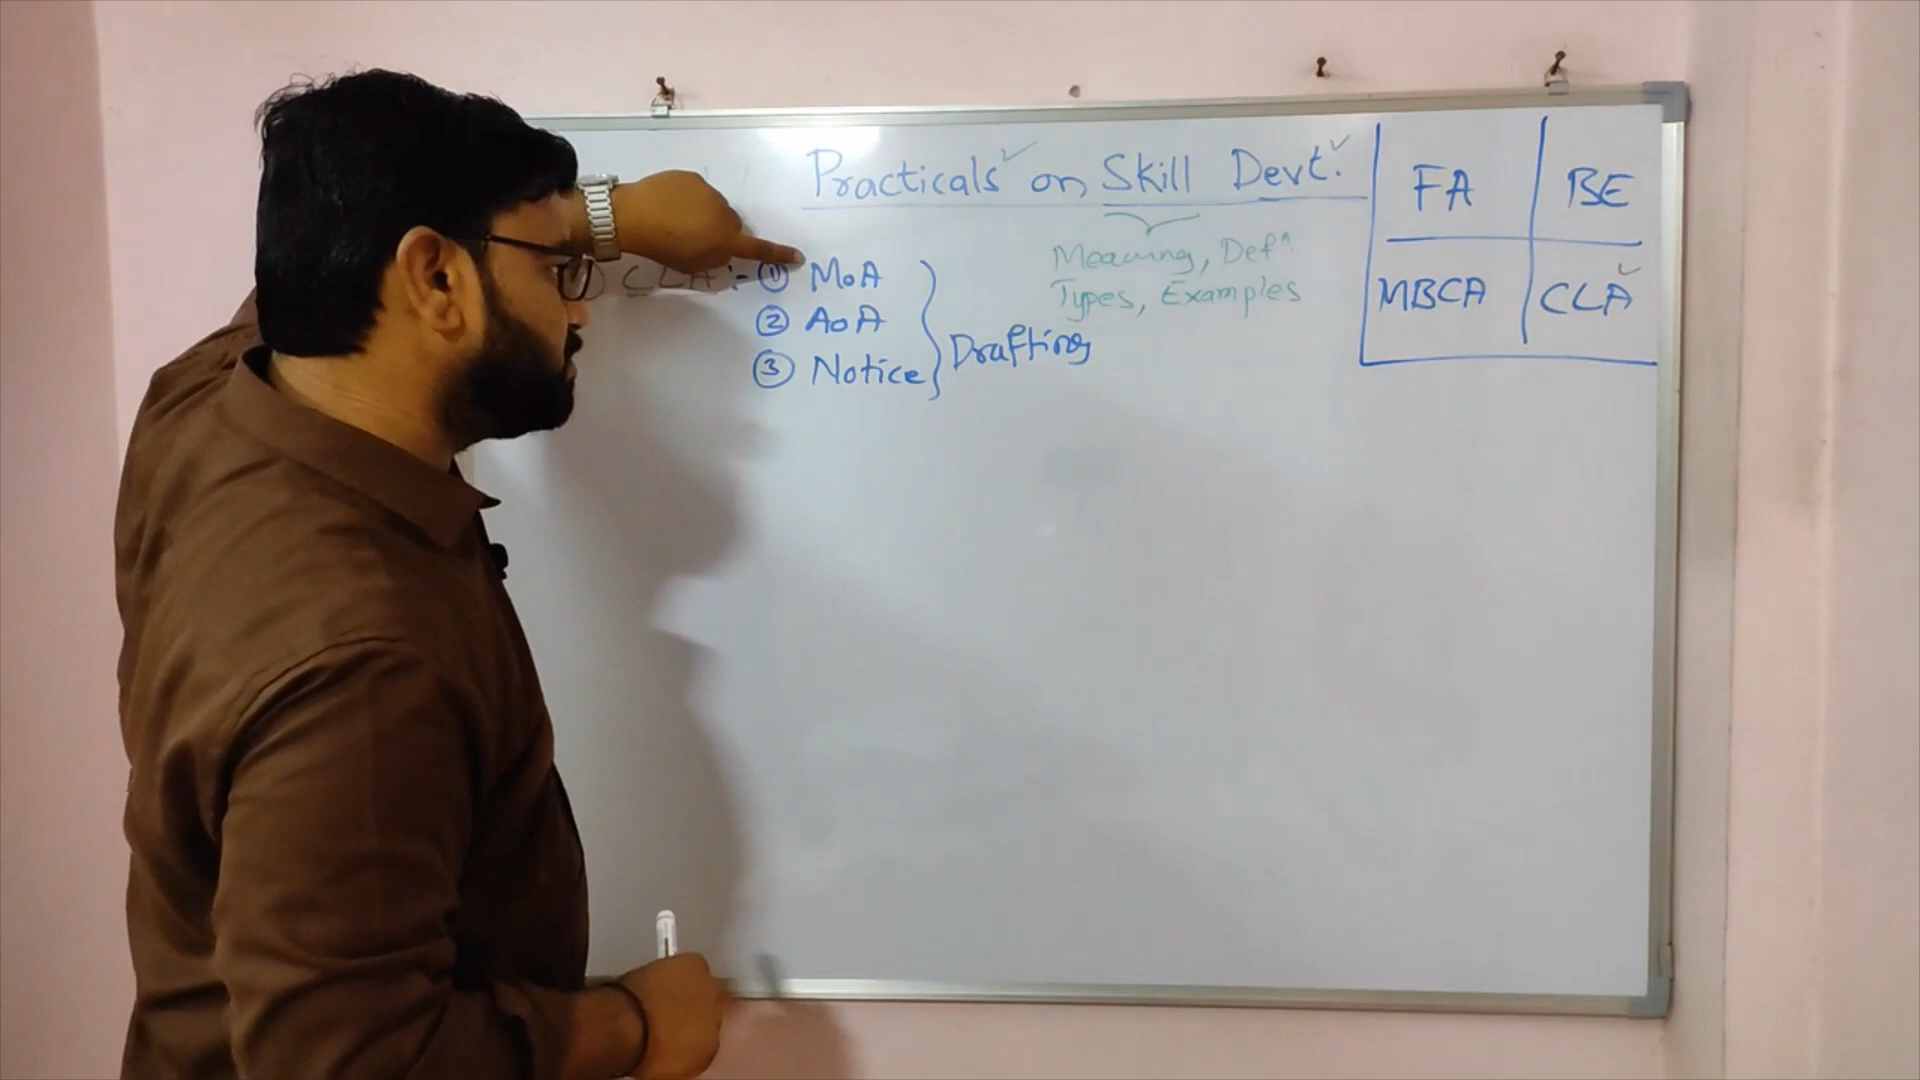 Practicals on Skill Devt.
Meaning, Defⁿ.
Types, Examples
CLA :- ① MoA
② AoA
③ Notice } Drafting
FA BE
MBCA CLA